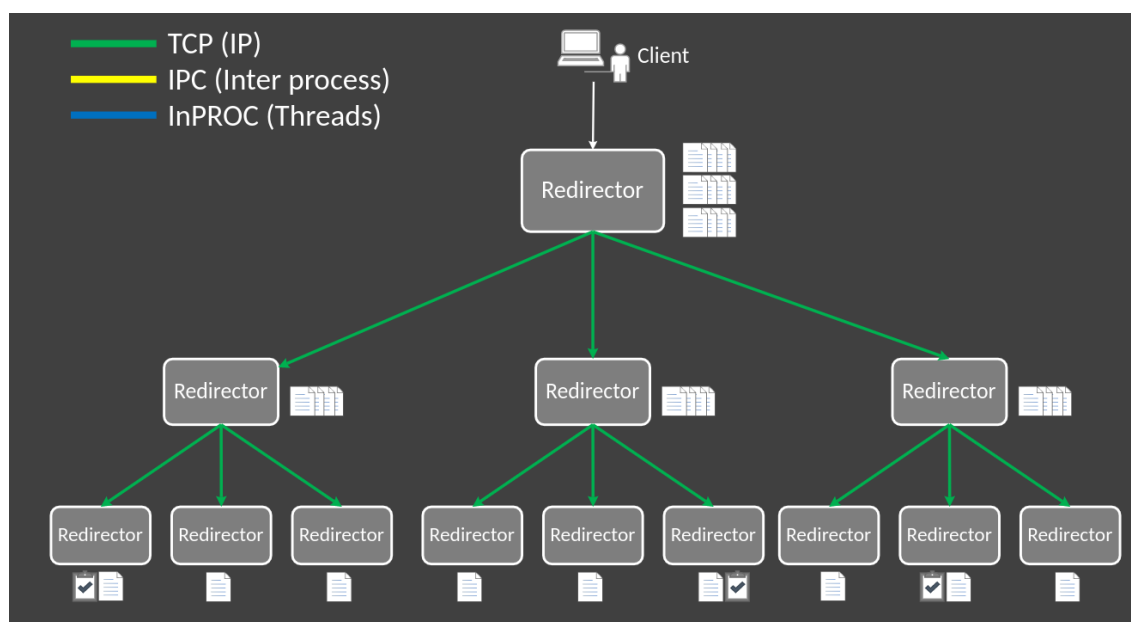 TCP (IP)
IPC (Inter process)
InPROC (Threads)
Client
Redirector
Redirector
Redirector
Redirector
Redirector
Redirector
Redirector
Redirector
Redirector
Redirector
Redirector
Redirector
Redirector